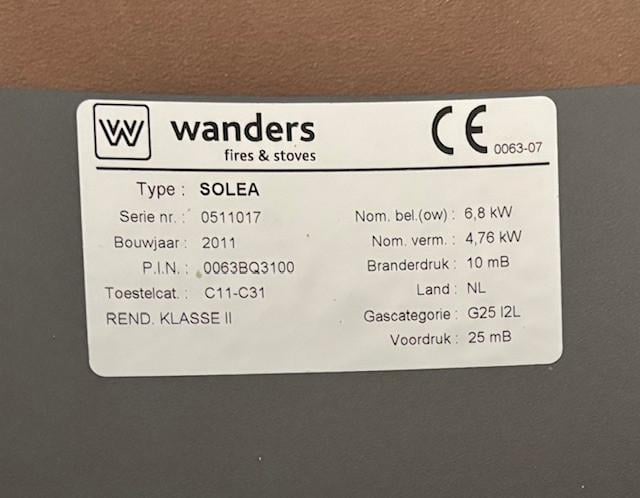 W wanders
fires & stoves
CE 0063-07
Type : SOLEA
Serie nr. : 0511017
Bouwjaar : 2011
P.I.N. : 0063BQ3100
Toestelcat. : C11-C31
REND. KLASSE II
Nom. bel.(ow) : 6,8 kW
Nom. verm. : 4,76 kW
Branderdruk : 10 mB
Land : NL
Gascategorie : G25 I2L
Voordruk : 25 mB